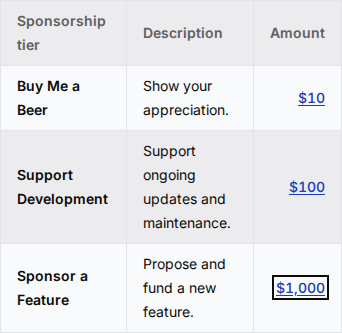 Sponsorship
tier
Description
Amount
Buy Me a
Beer
Show your
appreciation.
$10
Support
Development
Support
ongoing
updates and
maintenance.
$100
Sponsor a
Feature
Propose and
fund a new
feature.
$1,000